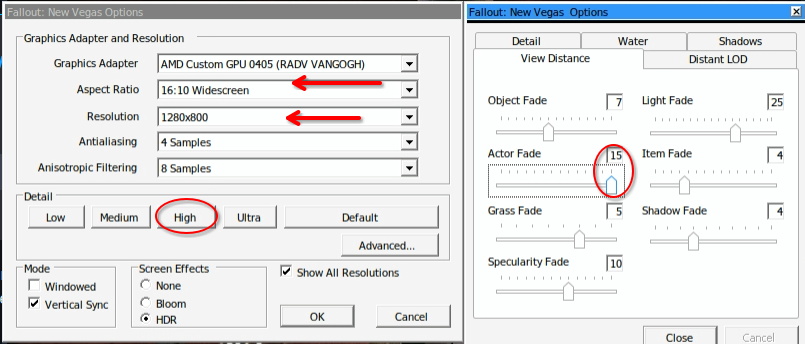 Fallout: New Vegas Options
Graphics Adapter and Resolution
Graphics Adapter AMD Custom GPU 0405 (RADV VANGOGH)
Aspect Ratio 16:10 Widescreen
Resolution 1280x800
Antialiasing 4 Samples
Anisotropic Filtering 8 Samples
Detail
Low Medium High Ultra Default
Advanced...
Mode
Windowed
Vertical Sync
Screen Effects
None
Bloom
HDR
Show All Resolutions
OK Cancel
Fallout: New Vegas Options
Detail Water Shadows
View Distance Distant LOD
Object Fade 7 Light Fade 25
Actor Fade 15 Item Fade 4
Grass Fade 5 Shadow Fade 4
Specularity Fade 10
Close Cancel